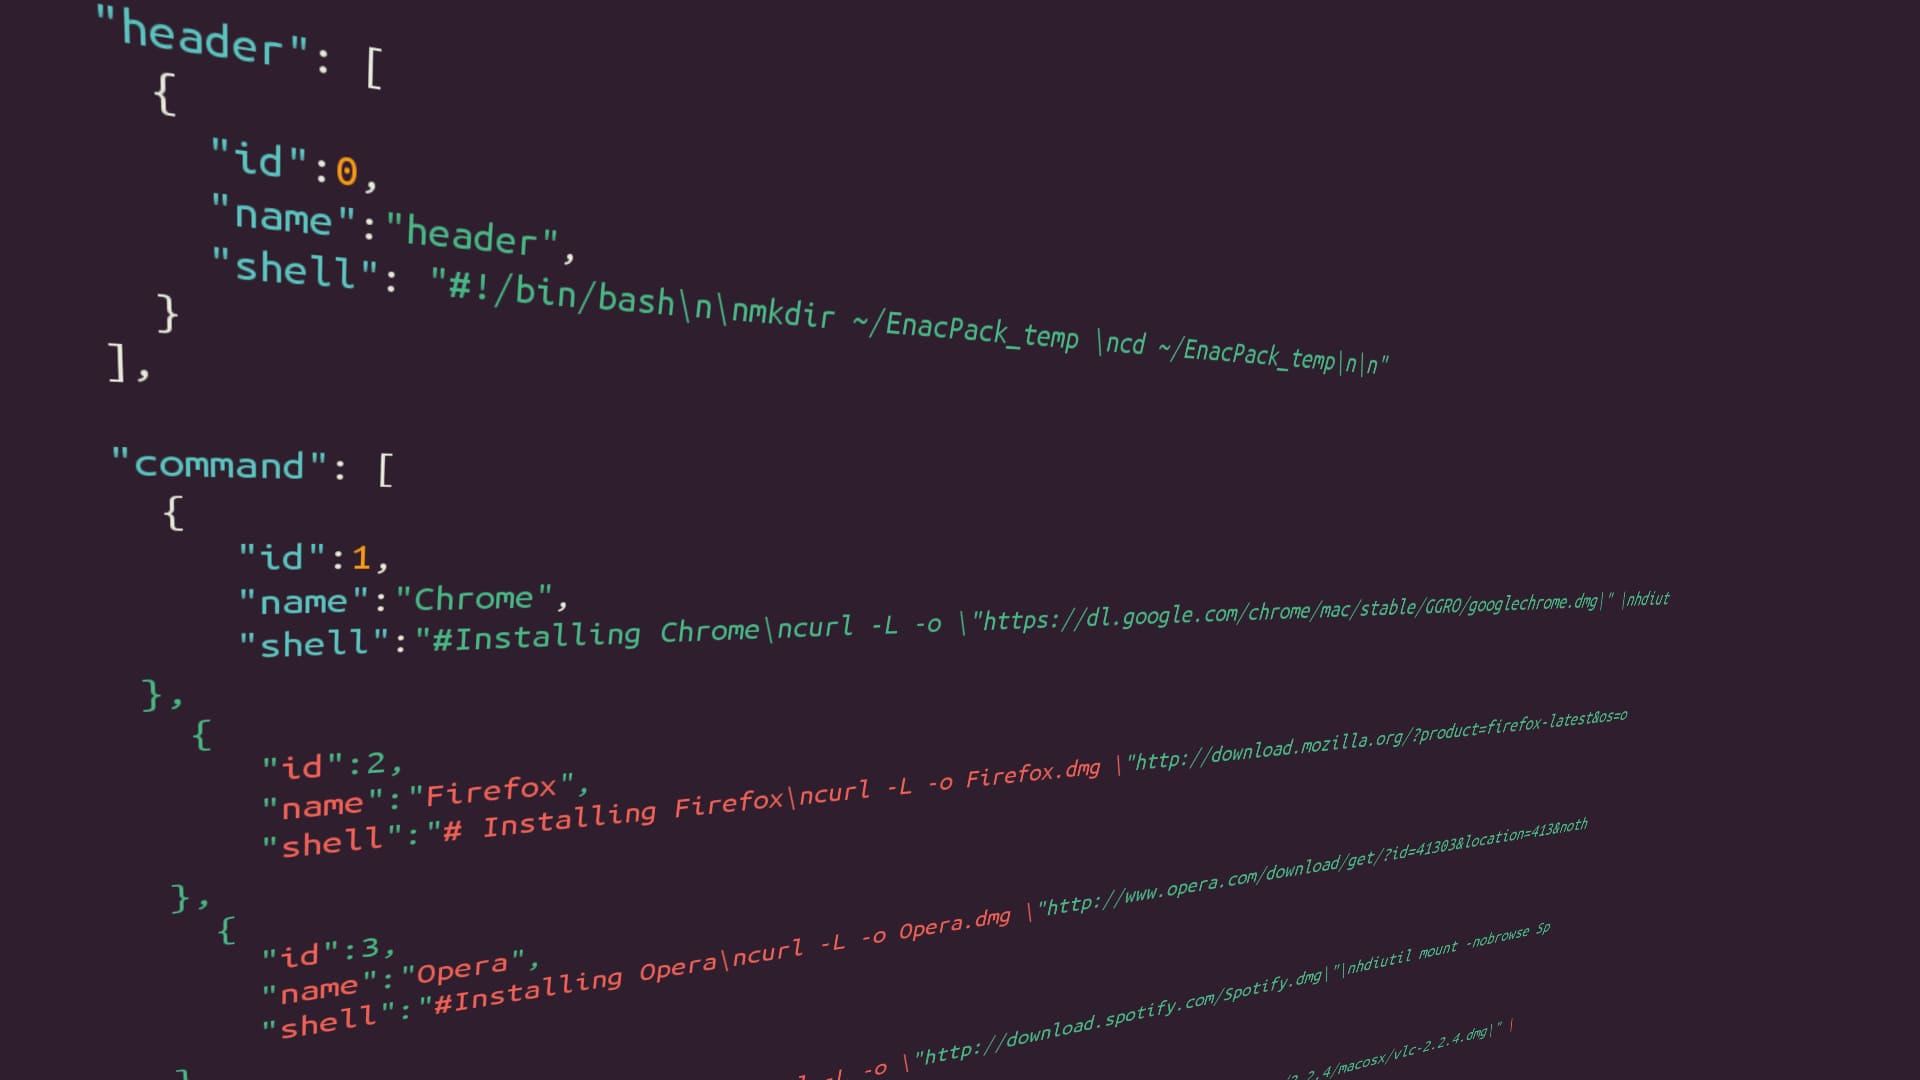 "header": [
{
"id":0,
"name":"header",
"shell": "#!/bin/bash\n\nmkdir ~/EnacPack_temp \ncd ~/EnacPack_temp\n\n"
}
],
"command": [
{
"id":1,
"name":"Chrome",
"shell":"#Installing Chrome\ncurl -L -o \"https://dl.google.com/chrome/mac/stable/GGRO/googlechrome.dmg\" \nhdiut
},
{
"id":2,
"name":"Firefox",
"shell":"# Installing Firefox\ncurl -L -o Firefox.dmg \"http://download.mozilla.org/?product=firefox-latest&os=o
},
{
"id":3,
"name":"Opera",
"shell":"#Installing Opera\ncurl -L -o Opera.dmg \"http://www.opera.com/download/get/?id=41303&location=413&noth
}
-L -o \"http://download.spotify.com/Spotify.dmg\"\nhdiutil mount -nobrowse Sp
2.2.4/macosx/vlc-2.2.4.dmg\" \